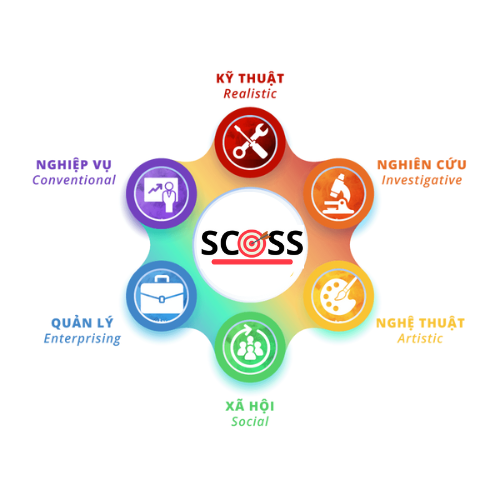 KỸ THUẬT
Realistic
NGHIỆP VỤ
Conventional
NGHIÊN CỨU
Investigative
SCOSS
QUẢN LÝ
Enterprising
NGHỆ THUẬT
Artistic
XÃ HỘI
Social